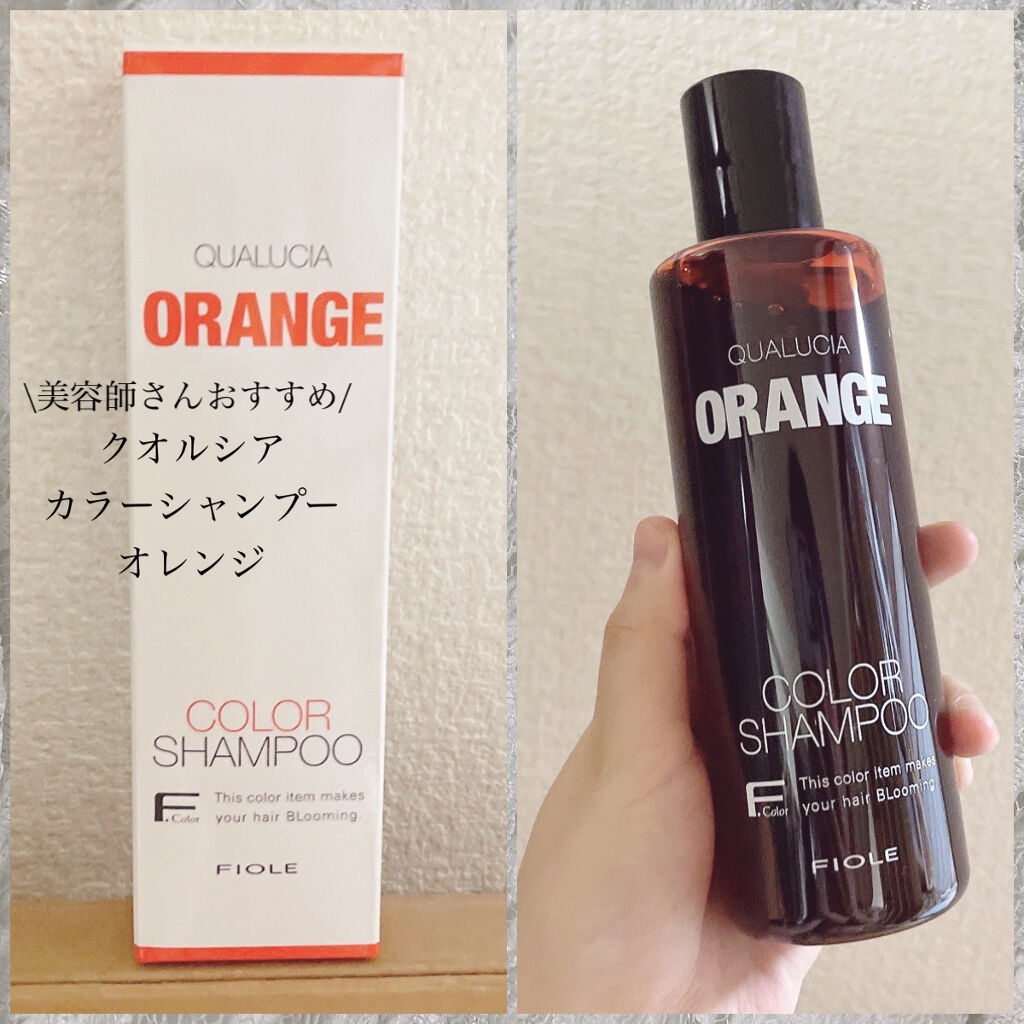 QUALUCIA
ORANGE
\美容師さんおすすめ/
クオルシア
カラーシャンプー
オレンジ
COLOR
SHAMPOO
F.Color
This color item makes
your hair BLooming.
FIOLE
QUALUCIA
ORANGE
COLOR
SHAMPOO
F.Color
This color item makes
your hair BLooming.
FIOLE